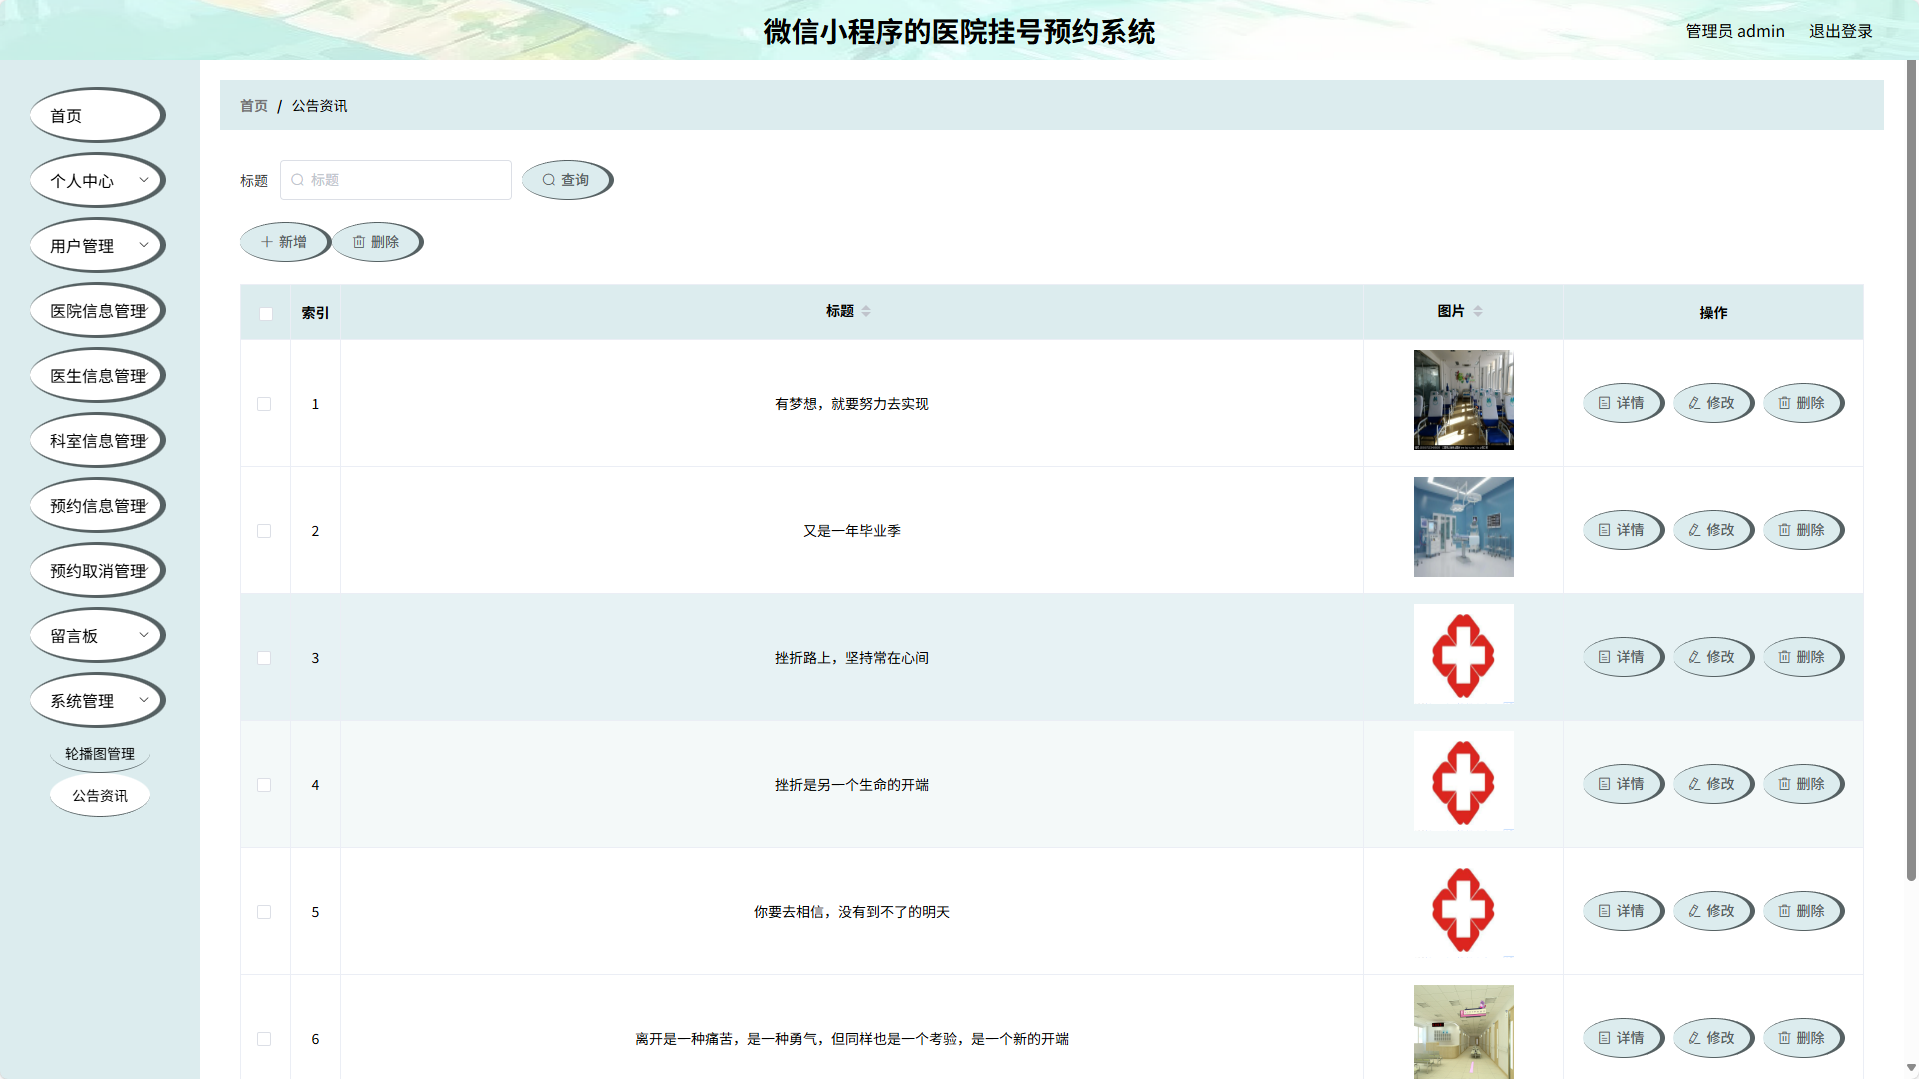 微信小程序的医院挂号预约系统
管理员 admin
退出登录
首页
个人中心
用户管理
医院信息管理
医生信息管理
科室信息管理
预约信息管理
预约取消管理
留言板
系统管理
轮播图管理
公告资讯
首页 / 公告资讯
标题 标题 查询
新增 删除
索引 标题 图片 操作
1 有梦想，就要努力去实现 详情 修改 删除
2 又是一年毕业季 详情 修改 删除
3 挫折路上，坚持常在心间 详情 修改 删除
4 挫折是另一个生命的开端 详情 修改 删除
5 你要去相信，没有到不了的明天 详情 修改 删除
6 离开是一种痛苦，是一种勇气，但同样也是一个考验，是一个新的开端 详情 修改 删除